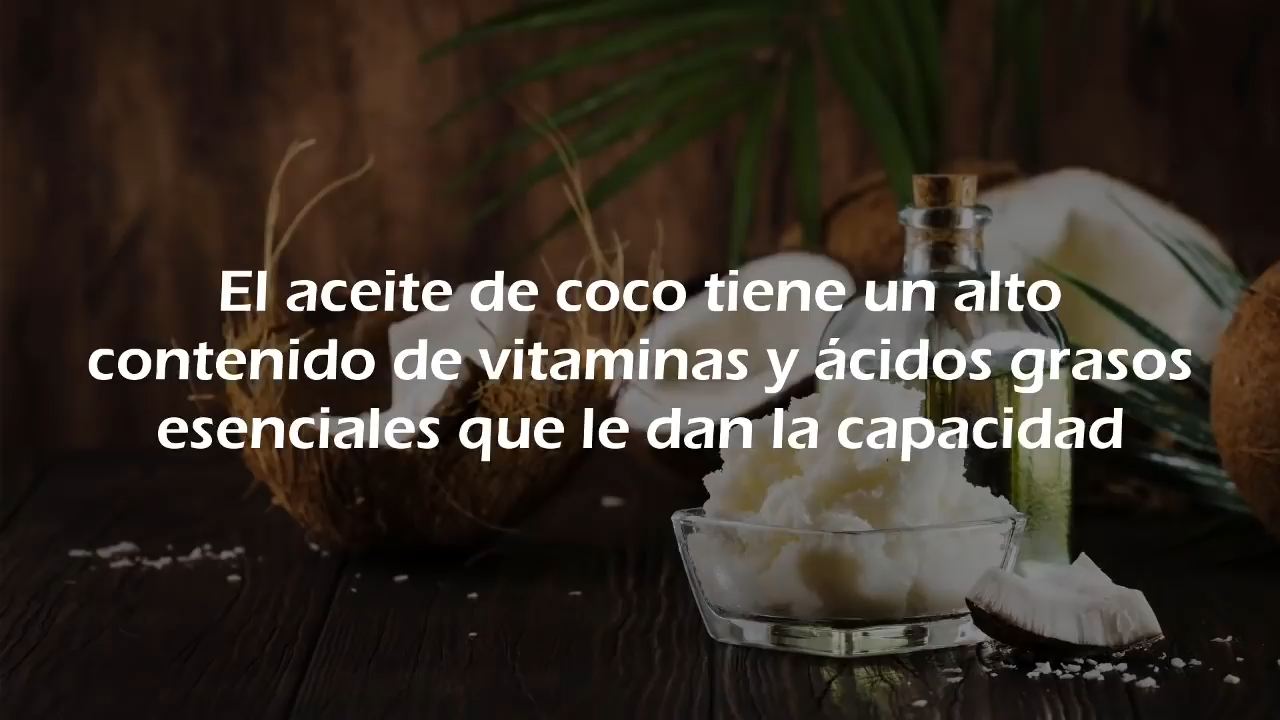 El aceite de coco tiene un alto
contenido de vitaminas y ácidos grasos
esenciales que le dan la capacidad